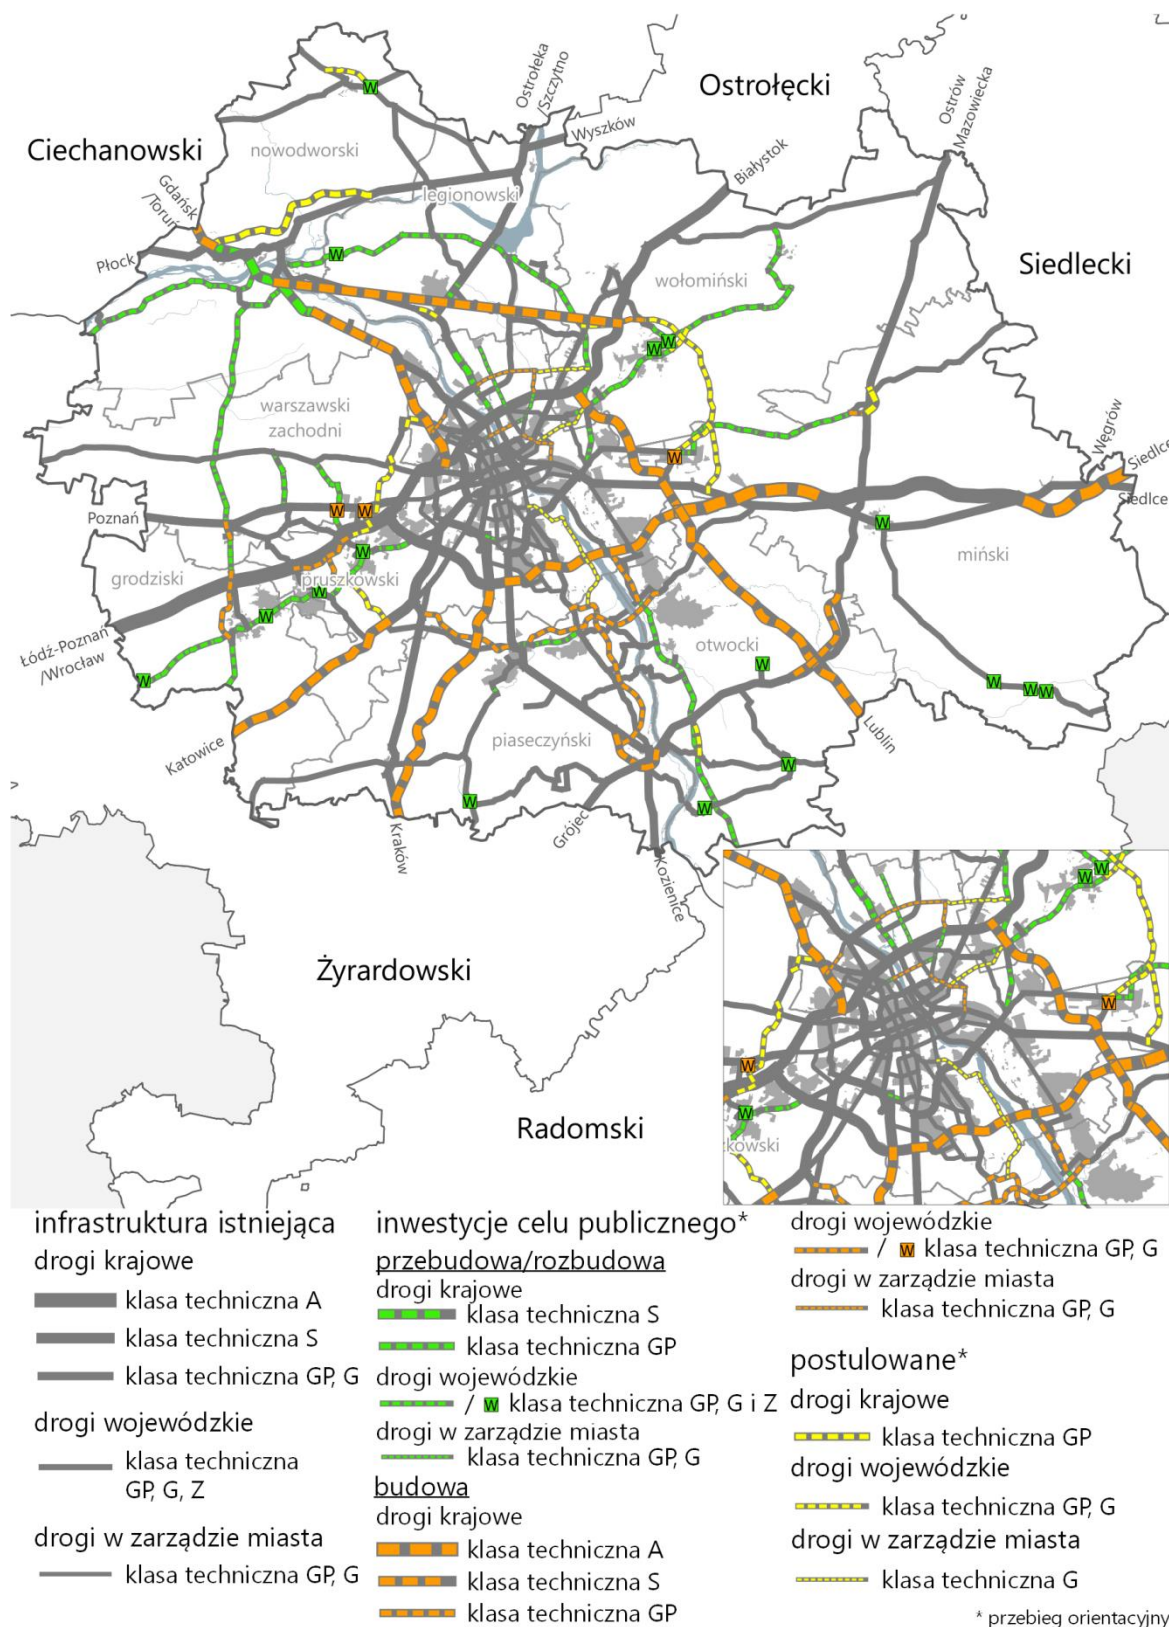 Ostrołęka
/Szczytno
Ostrołęcki
Ostrów
Mazowiecka
Wyszków
Ciechanowski
nowodworski
Białystok
legionowski
Gdańsk
/Toruń
Płock
wołomiński
Siedlecki
warszawski
zachodni
Węgrów
Siedlce
Siedlce
Poznań
W
miński
grodziski
pruszkowski
otwocki
Łódź-Poznań
/Wrocław
piaseczyński
Lublin
Katowice
Kraków
Grójec
Kozienice
Żyrardowski
Radomski
kowski
infrastruktura istniejąca
drogi krajowe
klasa techniczna A
klasa techniczna S
klasa techniczna GP, G
drogi wojewódzkie
klasa techniczna
GP, G, Z
drogi w zarządzie miasta
klasa techniczna GP, G
inwestycje celu publicznego*
przebudowa/rozbudowa
drogi krajowe
klasa techniczna S
klasa techniczna GP
drogi wojewódzkie
/ W klasa techniczna GP, G i Z
drogi w zarządzie miasta
klasa techniczna GP, G
budowa
drogi krajowe
klasa techniczna A
klasa techniczna S
klasa techniczna GP
drogi wojewódzkie
/ W klasa techniczna GP, G
drogi w zarządzie miasta
klasa techniczna GP, G
postulowane*
drogi krajowe
klasa techniczna GP
drogi wojewódzkie
klasa techniczna GP, G
drogi w zarządzie miasta
klasa techniczna G
* przebieg orientacyjny